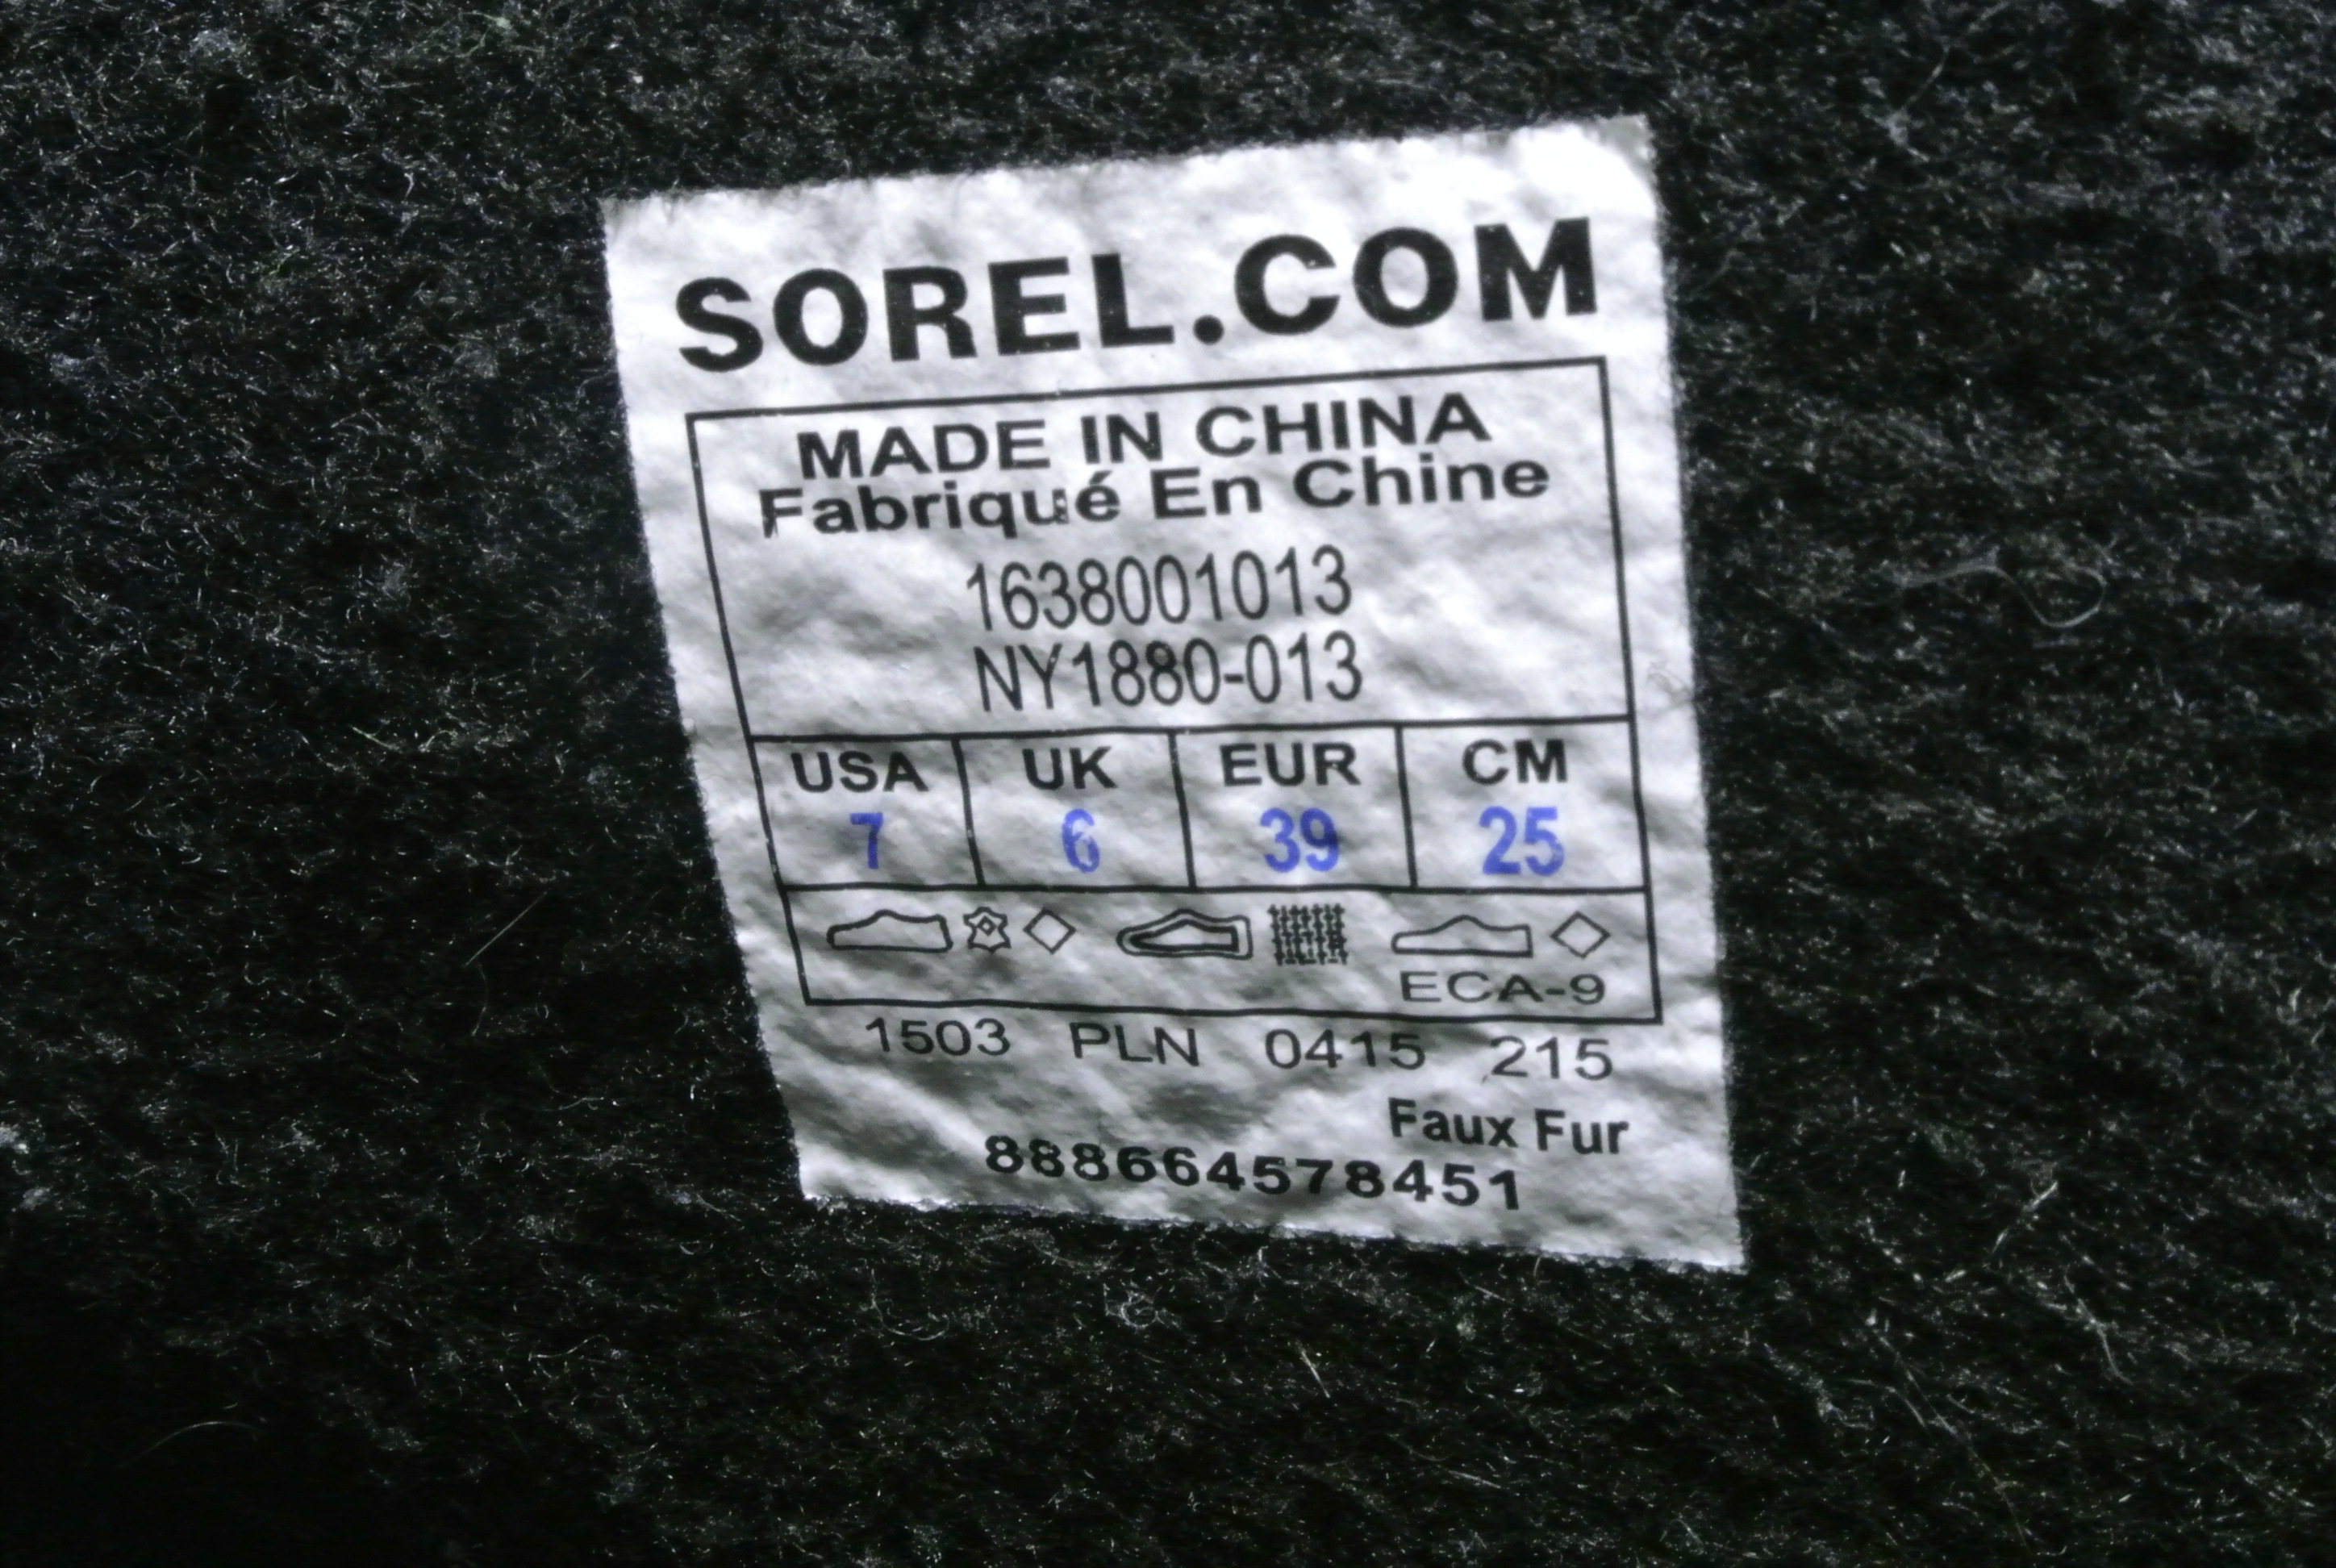 SOREL.COM
MADE IN CHINA
Fabriqué En Chine
1638001013
NY1880-013
USA UK EUR CM
7 6 39 25
ECA-9
1503 PLN 0415 215
Faux Fur
888664578451